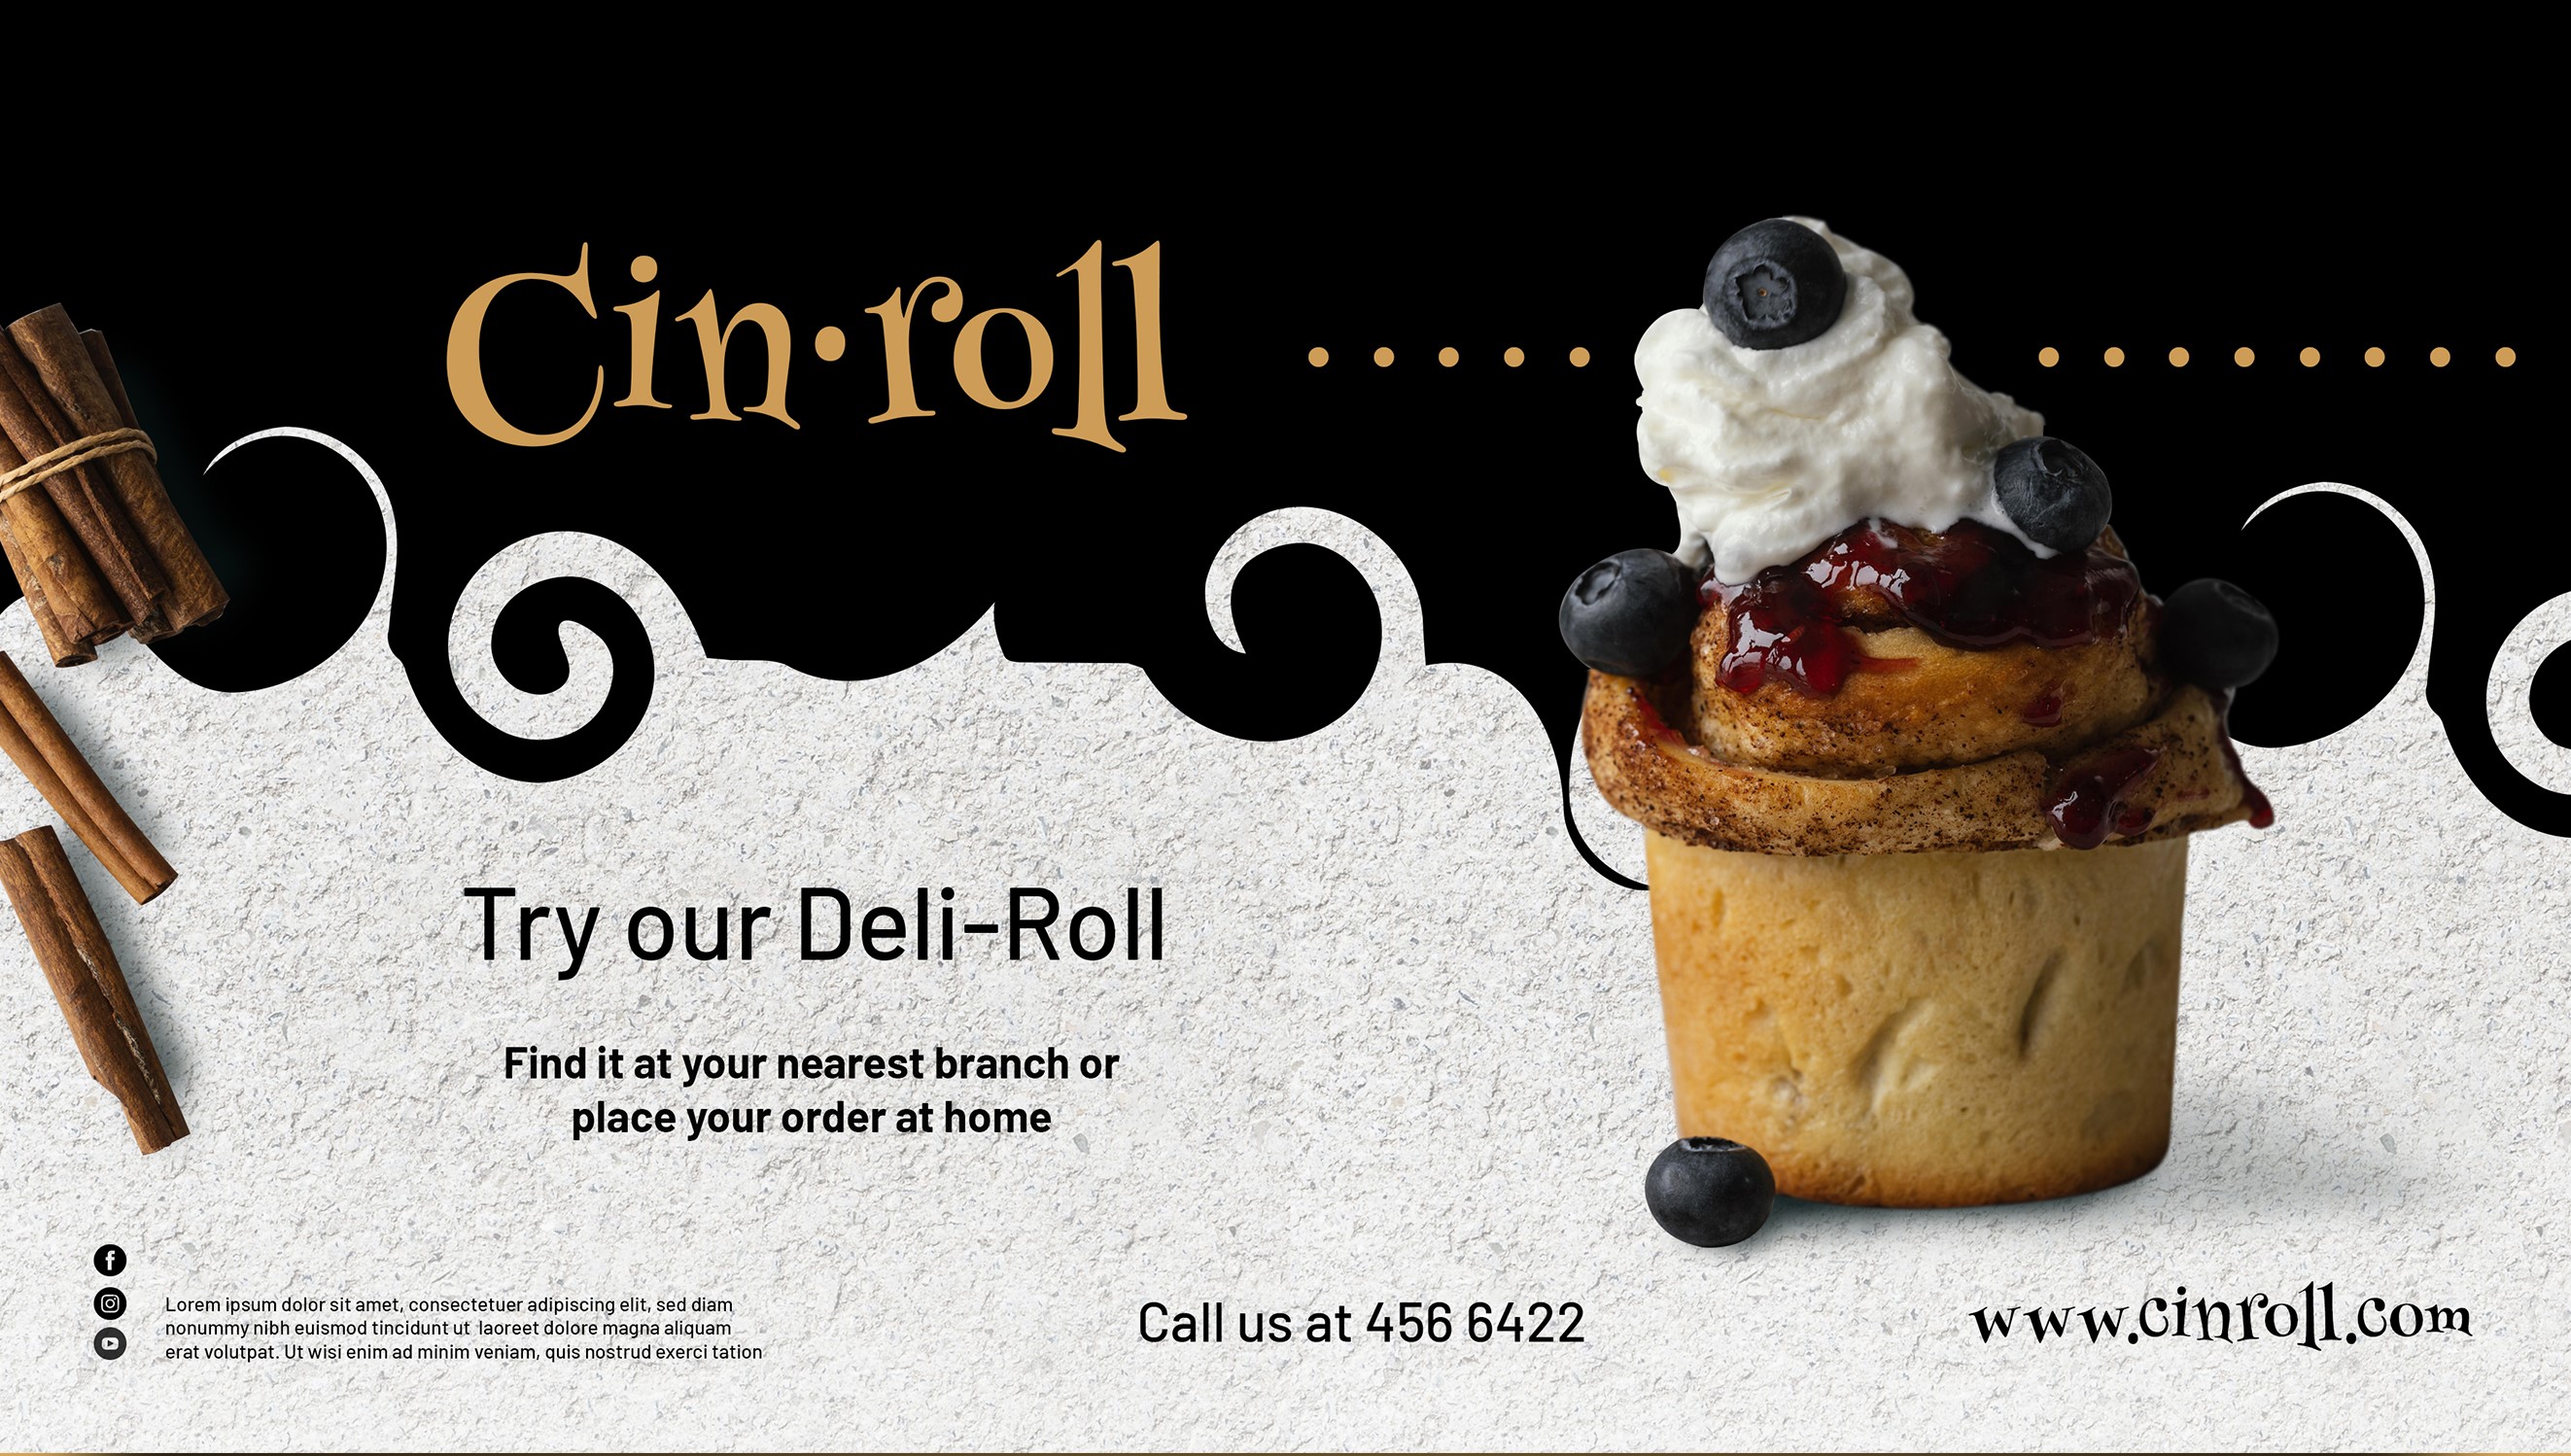 Cin·roll
Try our Deli-Roll
Find it at your nearest branch or
place your order at home
Lorem ipsum dolor sit amet, consectetuer adipiscing elit, sed diam
nonummy nibh euismod tincidunt ut laoreet dolore magna aliquam
erat volutpat. Ut wisi enim ad minim veniam, quis nostrud exerci tation
Call us at 456 6422
www.cinroll.com